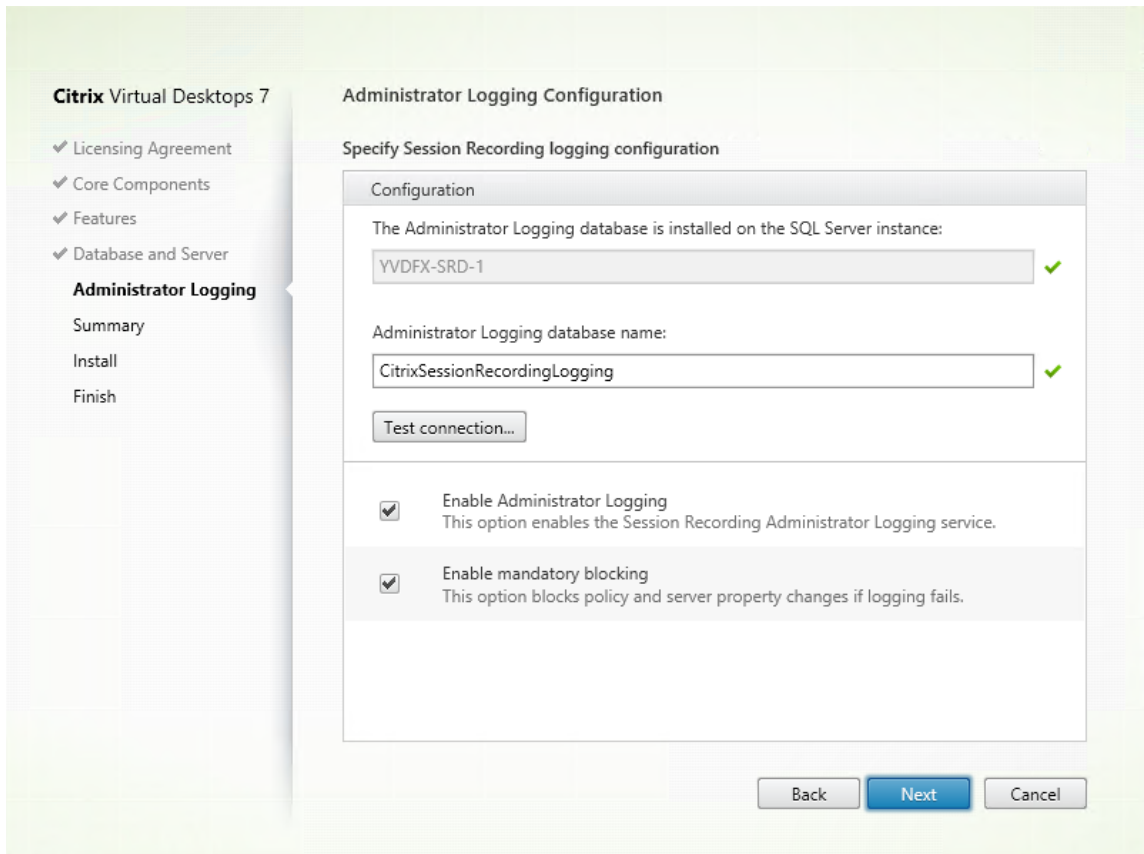 Citrix Virtual Desktops 7
Licensing Agreement
Core Components
Features
Database and Server
Administrator Logging
Summary
Install
Finish
Administrator Logging Configuration
Specify Session Recording logging configuration
Configuration
The Administrator Logging database is installed on the SQL Server instance:
YVDFX-SRD-1
Administrator Logging database name:
CitrixSessionRecordingLogging
Test connection...
Enable Administrator Logging
This option enables the Session Recording Administrator Logging service.
Enable mandatory blocking
This option blocks policy and server property changes if logging fails.
Back
Next
Cancel